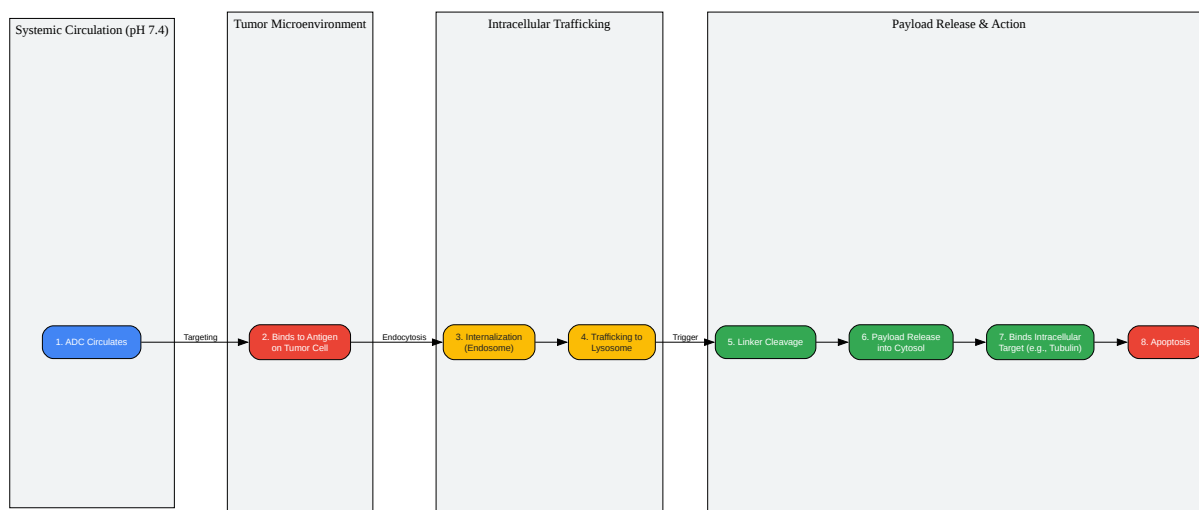 Systemic Circulation (pH 7.4)
Tumor Microenvironment
Intracellular Trafficking
Payload Release & Action
1. ADC Circulates
Targeting
2. Binds to Antigen
on Tumor Cell
Endocytosis
3. Internalization
(Endosome)
4. Trafficking to
Lysosome
Trigger
5. Linker Cleavage
6. Payload Release
into Cytosol
7. Binds Intracellular
Target (e.g., Tubulin)
8. Apoptosis